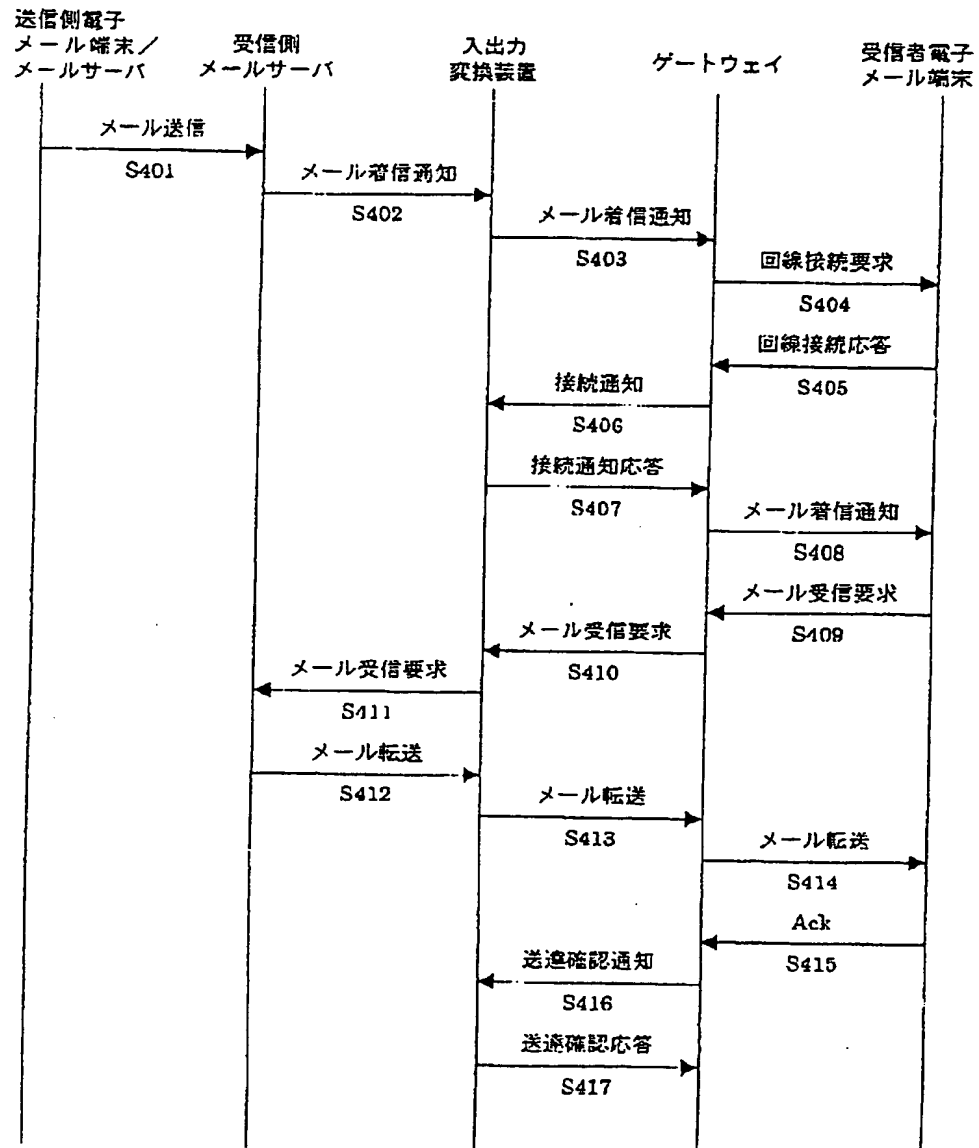 送信側電子
メール端末／
メールサーバ
受信側
メールサーバ
入出力
変換装置
ゲートウェイ
受信者電子
メール端末
メール送信
S401
メール着信通知
S402
メール着信通知
S403
回線接続要求
S404
回線接続応答
S405
接続通知
S406
接続通知応答
S407
メール着信通知
S408
メール受信要求
S409
メール受信要求
S410
メール受信要求
S411
メール転送
S412
メール転送
S413
メール転送
S414
Ack
S415
送達確認通知
S416
送達確認応答
S417